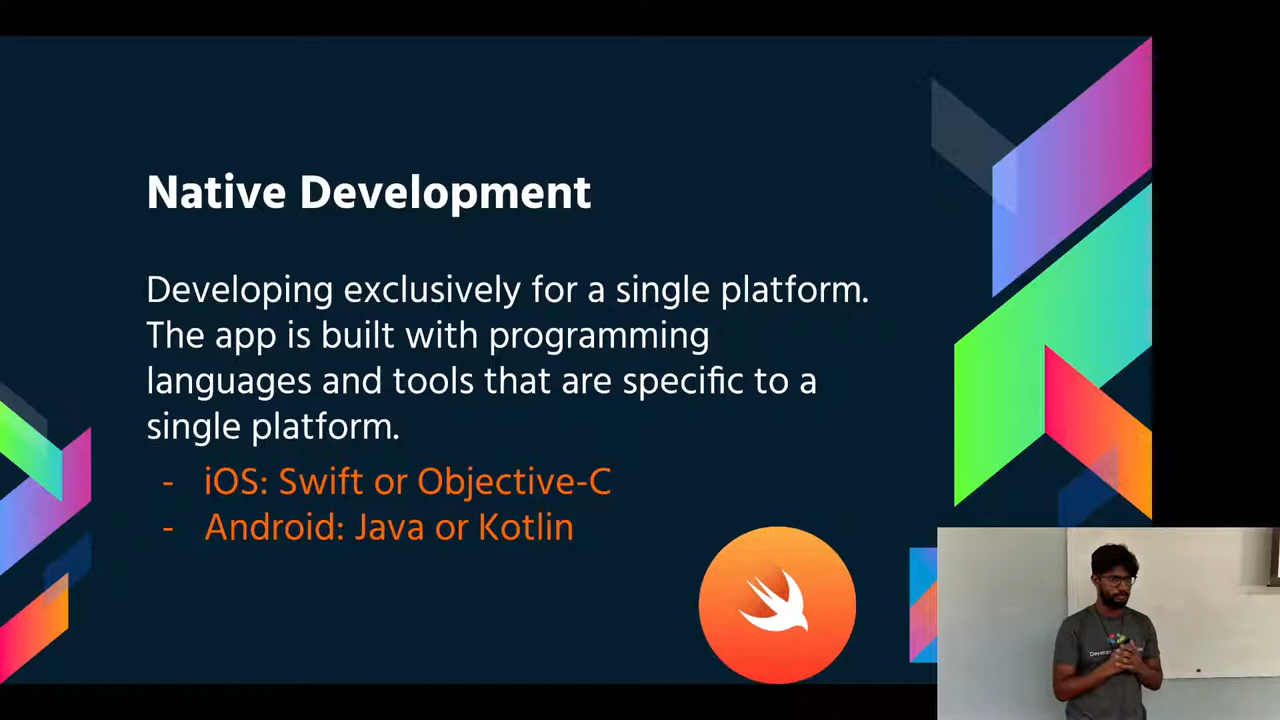 Native Development
Developing exclusively for a single platform.
The app is built with programming
languages and tools that are specific to a
single platform.
- iOS: Swift or Objective-C
- Android: Java or Kotlin